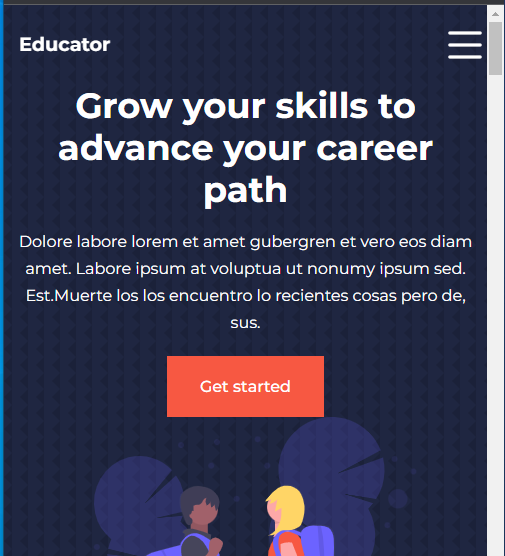 Educator
Grow your skills to
advance your career
path
Dolore labore lorem et amet gubergren et vero eos diam
amet. Labore ipsum at voluptua ut nonumy ipsum sed.
Est.Muerte los los encuentro lo recientes cosas pero de,
sus.
Get started